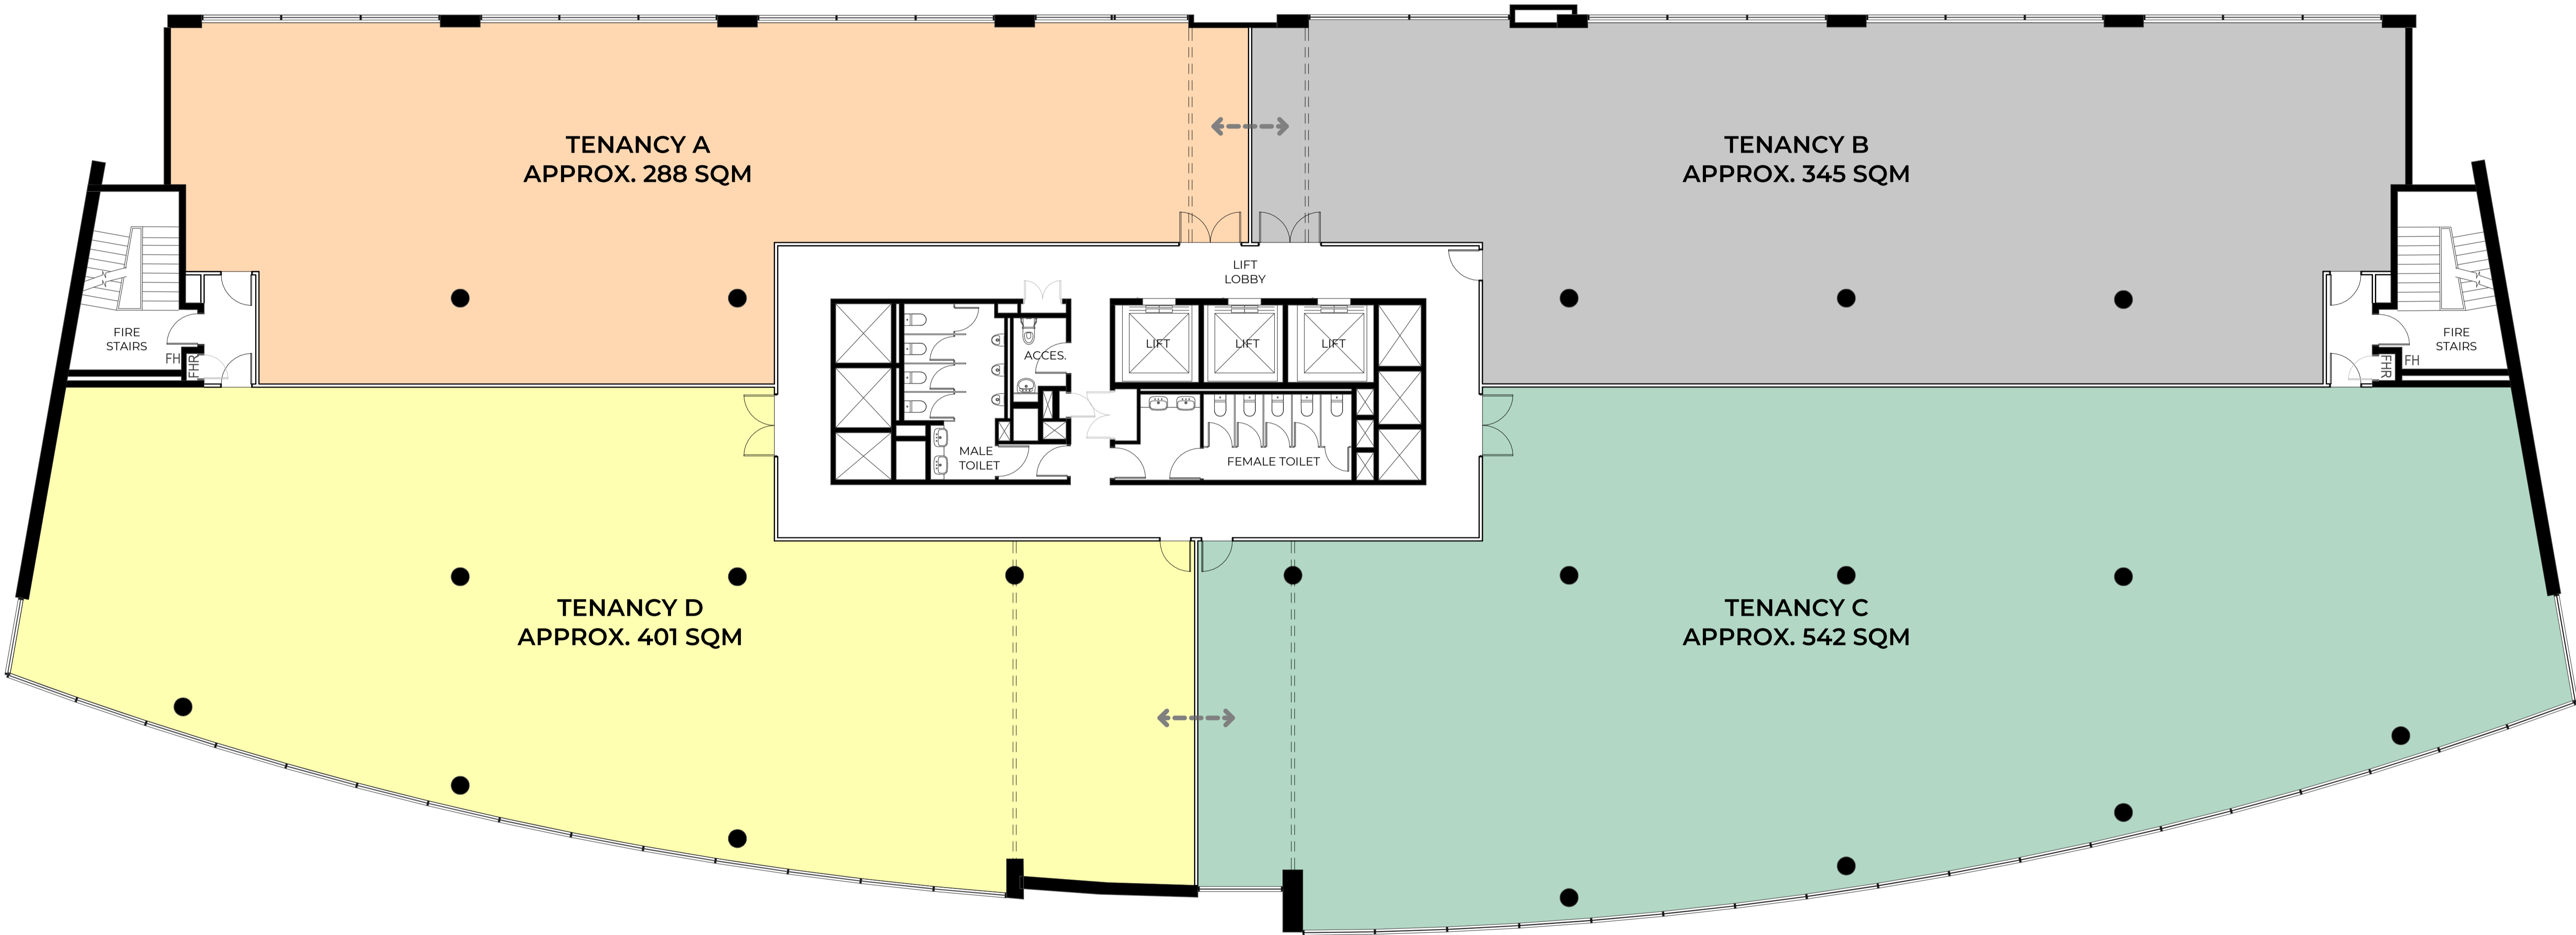 TENANCY A
APPROX. 288 SQM
TENANCY B
APPROX. 345 SQM
LIFT
LOBBY
FIRE
STAIRS
FH
FHR
ACCES.
LIFT
LIFT
LIFT
FIRE
STAIRS
FH
FHR
MALE
TOILET
FEMALE TOILET
TENANCY D
APPROX. 401 SQM
TENANCY C
APPROX. 542 SQM